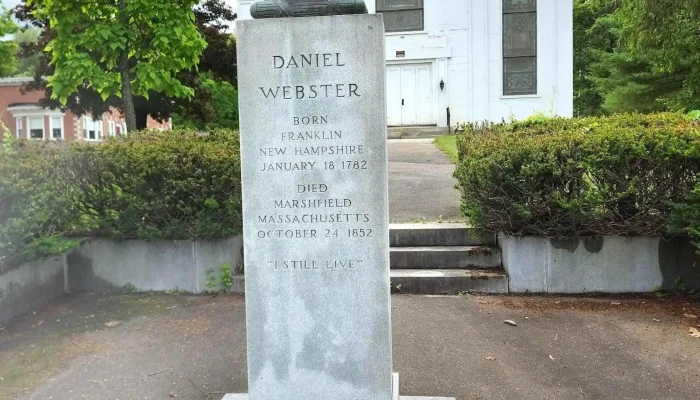 DANIEL
WEBSTER
BORN
FRANKLIN
NEW HAMPSHIRE
JANUARY 18 1782
DIED
MARSHFIELD
MASSACHUSETTS
OCTOBER 24 1852
"I STILL LIVE"